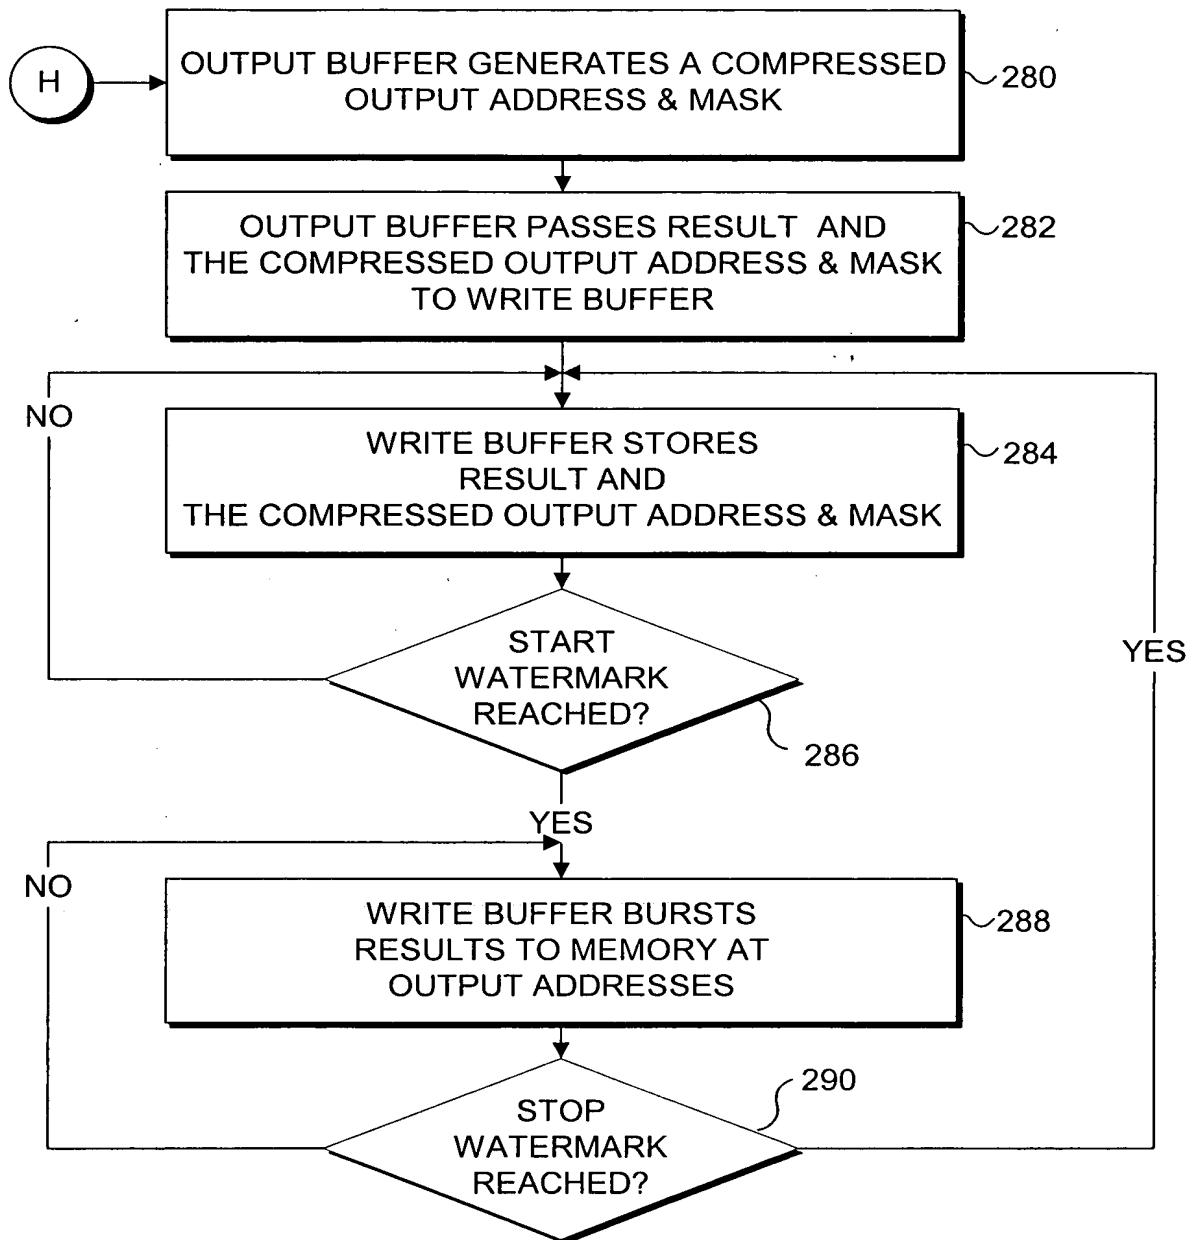 H
OUTPUT BUFFER GENERATES A COMPRESSED
OUTPUT ADDRESS & MASK
280
OUTPUT BUFFER PASSES RESULT AND
THE COMPRESSED OUTPUT ADDRESS & MASK
TO WRITE BUFFER
282
NO
WRITE BUFFER STORES
RESULT AND
THE COMPRESSED OUTPUT ADDRESS & MASK
284
START
WATERMARK
REACHED?
286
YES
YES
NO
WRITE BUFFER BURSTS
RESULTS TO MEMORY AT
OUTPUT ADDRESSES
288
STOP
WATERMARK
REACHED?
290